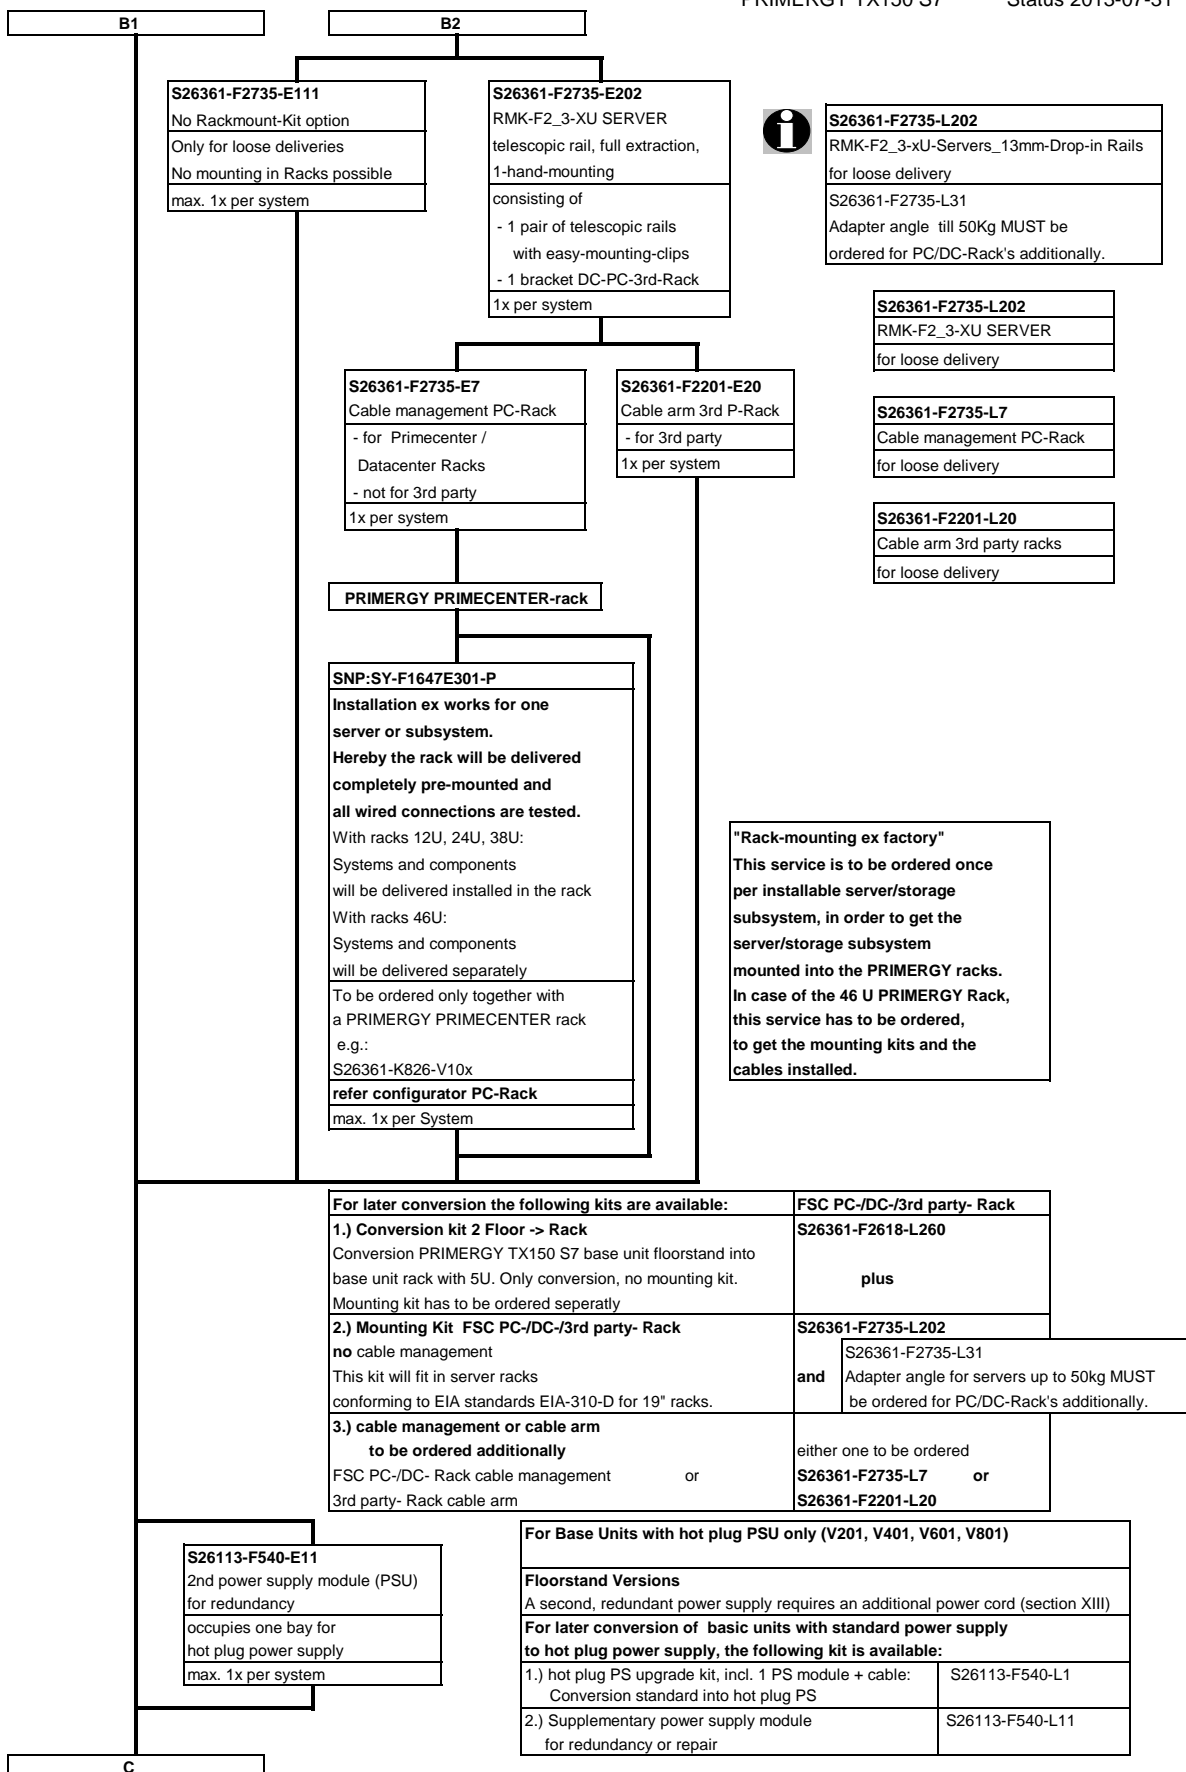 PRIMERGY TX150 S7 Status 2013-07-31
B1
B2
S26361-F2735-E111
No Rackmount-Kit option
Only for loose deliveries
No mounting in Racks possible
max. 1x per system
S26361-F2735-E202
RMK-F2_3-XU SERVER
telescopic rail, full extraction,
1-hand-mounting
consisting of
- 1 pair of telescopic rails
with easy-mounting-clips
- 1 bracket DC-PC-3rd-Rack
1x per system
S26361-F2735-L202
RMK-F2_3-xU-Servers_13mm-Drop-in Rails
for loose delivery
S26361-F2735-L31
Adapter angle till 50Kg MUST be
ordered for PC/DC-Rack's additionally.
S26361-F2735-L202
RMK-F2_3-XU SERVER
for loose delivery
S26361-F2735-E7
Cable management PC-Rack
- for Primecenter /
Datacenter Racks
- not for 3rd party
1x per system
S26361-F2201-E20
Cable arm 3rd P-Rack
- for 3rd party
1x per system
S26361-F2735-L7
Cable management PC-Rack
for loose delivery
S26361-F2201-L20
Cable arm 3rd party racks
for loose delivery
PRIMERGY PRIMECENTER-rack
SNP:SY-F1647E301-P
Installation ex works for one
server or subsystem.
Hereby the rack will be delivered
completely pre-mounted and
all wired connections are tested.
With racks 12U, 24U, 38U:
Systems and components
will be delivered installed in the rack
With racks 46U:
Systems and components
will be delivered separately
To be ordered only together with
a PRIMERGY PRIMECENTER rack
e.g.:
S26361-K826-V10x
refer configurator PC-Rack
max. 1x per System
"Rack-mounting ex factory"
This service is to be ordered once
per installable server/storage
subsystem, in order to get the
server/storage subsystem
mounted into the PRIMERGY racks.
In case of the 46 U PRIMERGY Rack,
this service has to be ordered,
to get the mounting kits and the
cables installed.
For later conversion the following kits are available: FSC PC-/DC-/3rd party- Rack
1.) Conversion kit 2 Floor -> Rack S26361-F2618-L260
Conversion PRIMERGY TX150 S7 base unit floorstand into
base unit rack with 5U. Only conversion, no mounting kit. plus
Mounting kit has to be ordered seperatly
2.) Mounting Kit FSC PC-/DC-/3rd party- Rack S26361-F2735-L202
no cable management S26361-F2735-L31
This kit will fit in server racks and Adapter angle for servers up to 50kg MUST
conforming to EIA standards EIA-310-D for 19" racks. be ordered for PC/DC-Rack's additionally.
3.) cable management or cable arm
to be ordered additionally either one to be ordered
FSC PC-/DC- Rack cable management or S26361-F2735-L7 or
3rd party- Rack cable arm S26361-F2201-L20
S26113-F540-E11
2nd power supply module (PSU)
for redundancy
occupies one bay for
hot plug power supply
max. 1x per system
For Base Units with hot plug PSU only (V201, V401, V601, V801)
Floorstand Versions
A second, redundant power supply requires an additional power cord (section XIII)
For later conversion of basic units with standard power supply
to hot plug power supply, the following kit is available:
1.) hot plug PS upgrade kit, incl. 1 PS module + cable: S26113-F540-L1
Conversion standard into hot plug PS
2.) Supplementary power supply module S26113-F540-L11
for redundancy or repair
C